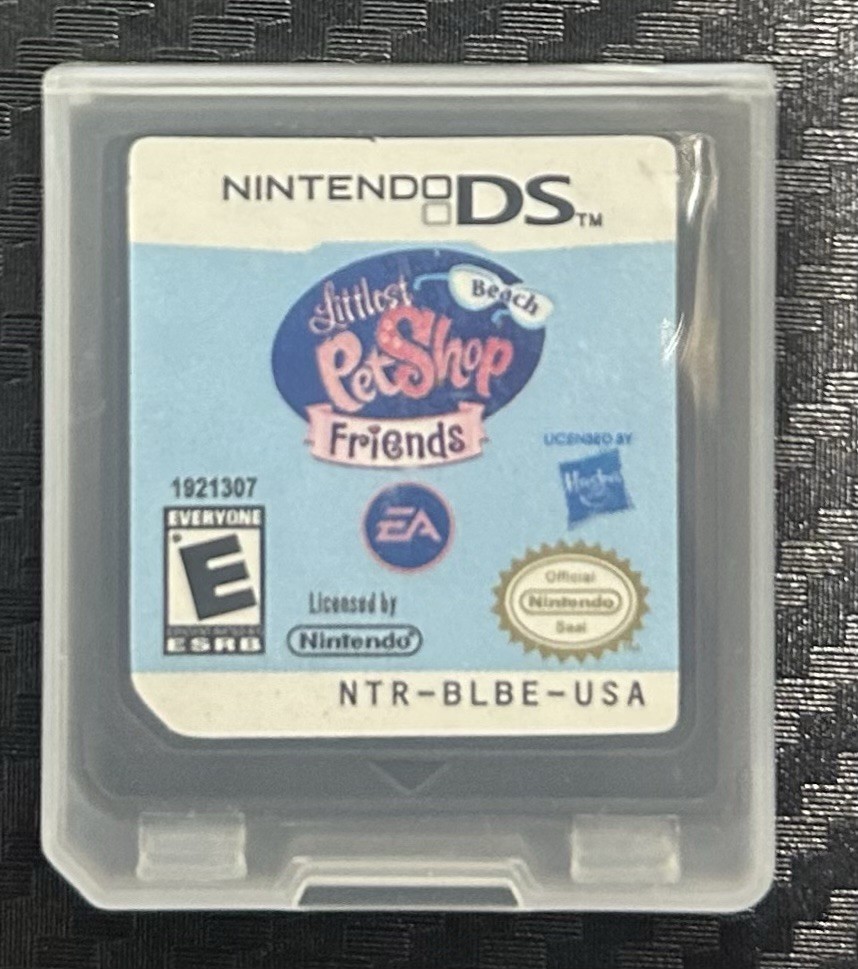 NINTENDO DS™
Beach
Littlest
PetShop
Friends
LICENSED BY
Hasbro
1921307
EVERYONE
E
ESRB
EA
Licensed by
Nintendo®
Official
Nintendo
Seal
NTR-BLBE-USA